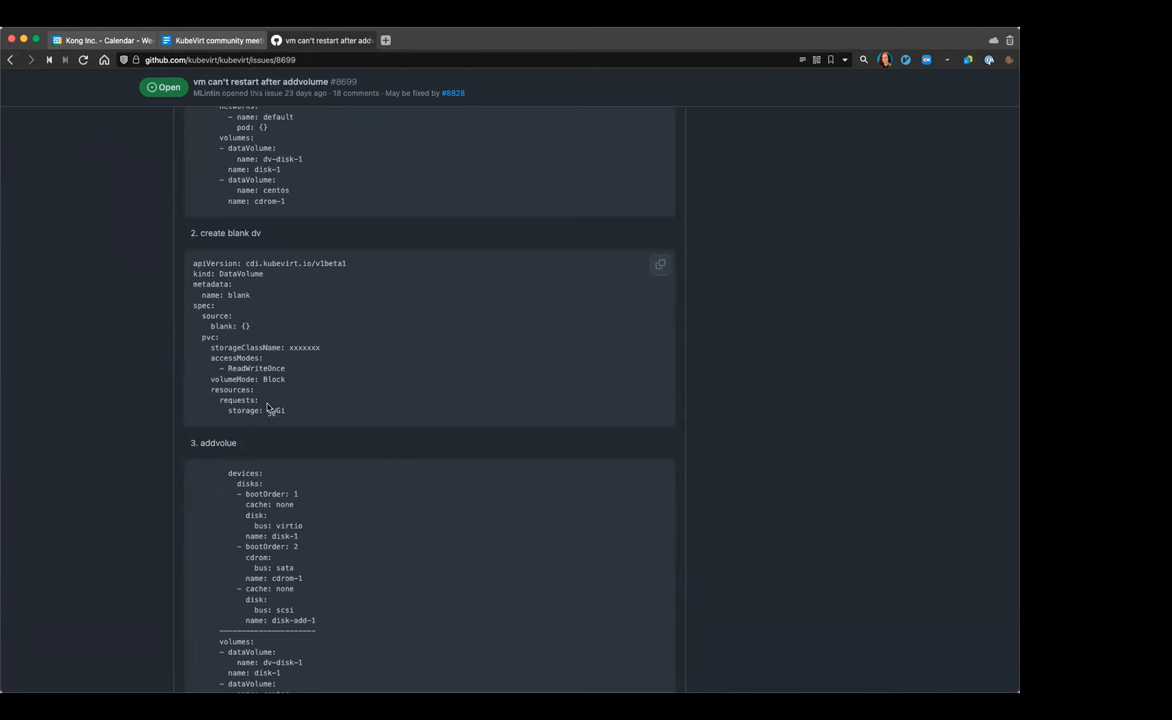 Kong Inc. - Calendar - We
KubeVirt community mee
vm can't restart after addv
github.com/kubevirt/kubevirt/issues/8699
Open
vm can't restart after addvolume #8699
MLintin opened this issue 23 days ago · 18 comments · May be fixed by #8828
networks:
- name: default
pod: {}
volumes:
- dataVolume:
name: dv-disk-1
name: disk-1
- dataVolume:
name: centos
name: cdrom-1
2. create blank dv
apiVersion: cdi.kubevirt.io/v1beta1
kind: DataVolume
metadata:
name: blank
spec:
source:
blank: {}
pvc:
storageClassName: xxxxxxx
accessModes:
- ReadWriteOnce
volumeMode: Block
resources:
requests:
storage:
3. addvolue
devices:
disks:
- bootOrder: 1
cache: none
disk:
bus: virtio
name: disk-1
- bootOrder: 2
cdrom:
bus: sata
name: cdrom-1
- cache: none
disk:
bus: scsi
name: disk-add-1
----------------------
volumes:
- dataVolume:
name: dv-disk-1
name: disk-1
- dataVolume: